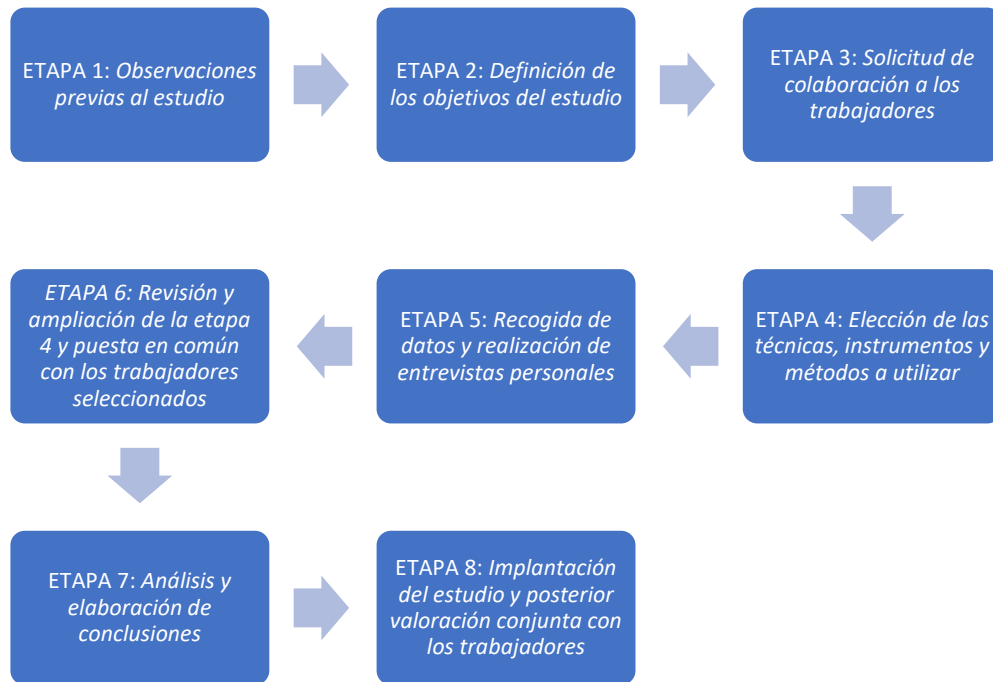 ETAPA 1: Observaciones
previas al estudio
ETAPA 2: Definición de
los objetivos del estudio
ETAPA 3: Solicitud de
colaboración a los
trabajadores
ETAPA 4: Elección de las
técnicas, instrumentos y
métodos a utilizar
ETAPA 5: Recogida de
datos y realización de
entrevistas personales
ETAPA 6: Revisión y
ampliación de la etapa
4 y puesta en común
con los trabajadores
seleccionados
ETAPA 7: Análisis y
elaboración de
conclusiones
ETAPA 8: Implantación
del estudio y posterior
valoración conjunta con
los trabajadores